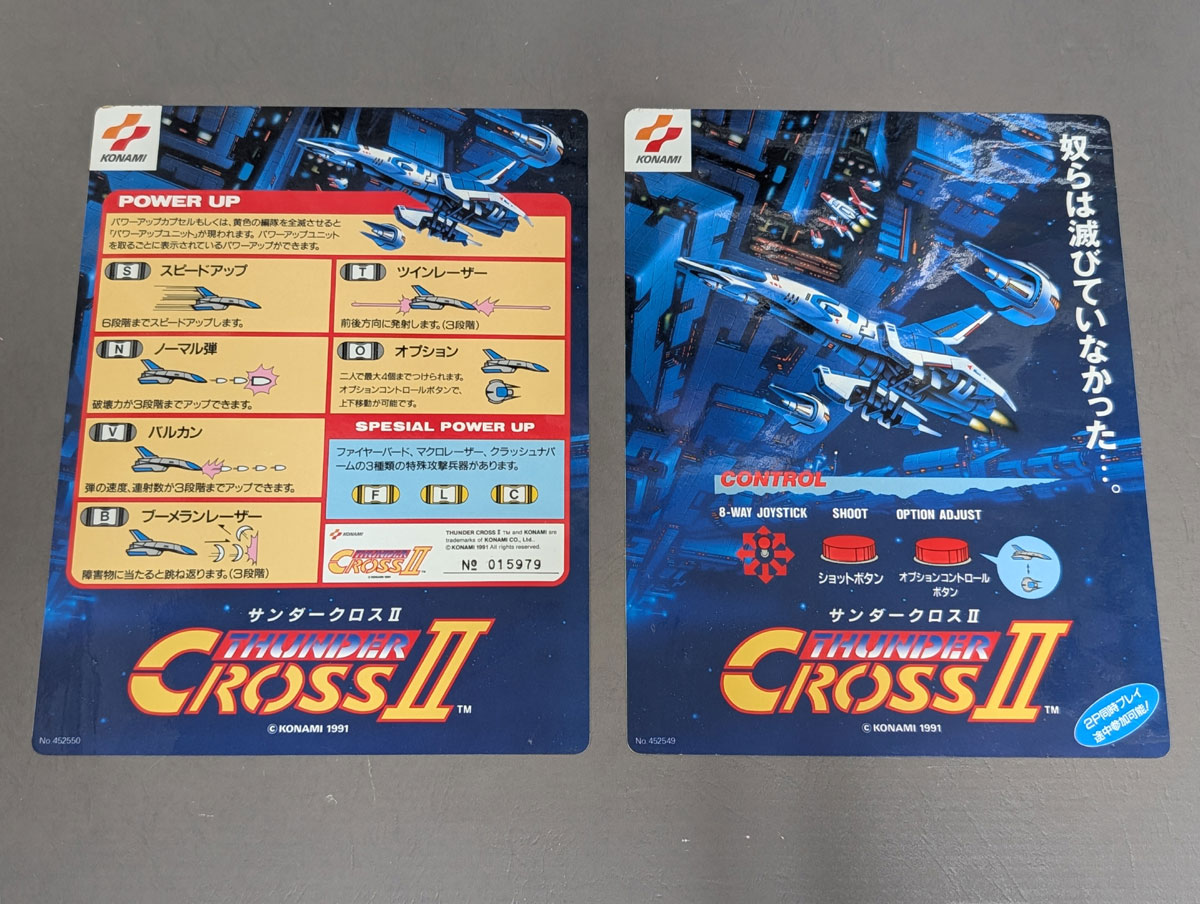 KONAMI
POWER UP
パワーアップカプセルもしくは、黄色の編隊を全滅させると
「パワーアップユニット」が現われます。パワーアップユニット
を取るごとに表示されているパワーアップができます。
S スピードアップ
6段階までスピードアップします。
T ツインレーザー
前後方向に発射します。(3段階)
N ノーマル弾
破壊力が3段階までアップできます。
O オプション
二人で最大4個までつけられます。
オプションコントロールボタンで、
上下移動が可能です。
V バルカン
弾の速度、連射数が3段階までアップできます。
B ブーメランレーザー
障害物に当たると跳ね返ります。(3段階)
SPESIAL POWER UP
ファイヤーバード、マクロレーザー、クラッシュナパ
ームの3種類の特殊攻撃兵器があります。
F L C
KONAMI
THUNDER
CROSS II
© KONAMI 1991
THUNDER CROSS II TM and KONAMI are
trademarks of KONAMI CO., Ltd..
© KONAMI 1991 All rights reserved.
№ 015979
サンダークロスII
THUNDER
CROSS II TM
© KONAMI 1991
No.452550
KONAMI
奴らは滅びていなかった…。
CONTROL
8-WAY JOYSTICK SHOOT OPTION ADJUST
ショットボタン
オプションコントロール
ボタン
サンダークロスII
THUNDER
CROSS II TM
© KONAMI 1991
2P同時プレイ
途中参加可能!
No.452549